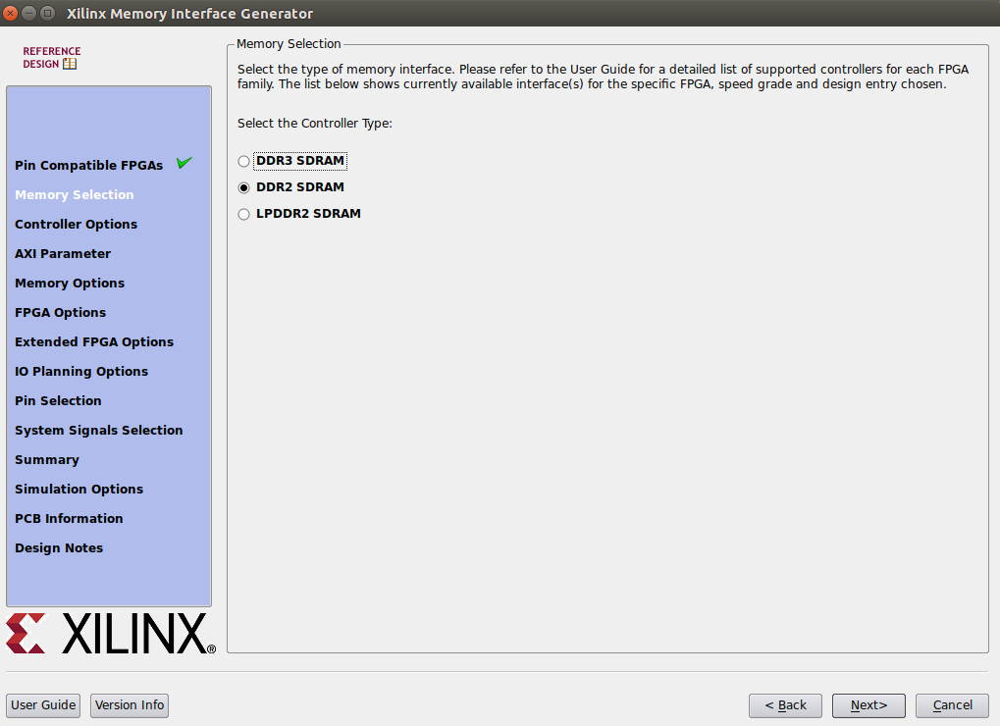 Xilinx Memory Interface Generator
REFERENCE
DESIGN
Pin Compatible FPGAs
Memory Selection
Controller Options
AXI Parameter
Memory Options
FPGA Options
Extended FPGA Options
IO Planning Options
Pin Selection
System Signals Selection
Summary
Simulation Options
PCB Information
Design Notes
XILINX®
Memory Selection
Select the type of memory interface. Please refer to the User Guide for a detailed list of supported controllers for each FPGA
family. The list below shows currently available interface(s) for the specific FPGA, speed grade and design entry chosen.
Select the Controller Type:
DDR3 SDRAM
DDR2 SDRAM
LPDDR2 SDRAM
User Guide
Version Info
< Back
Next>
Cancel